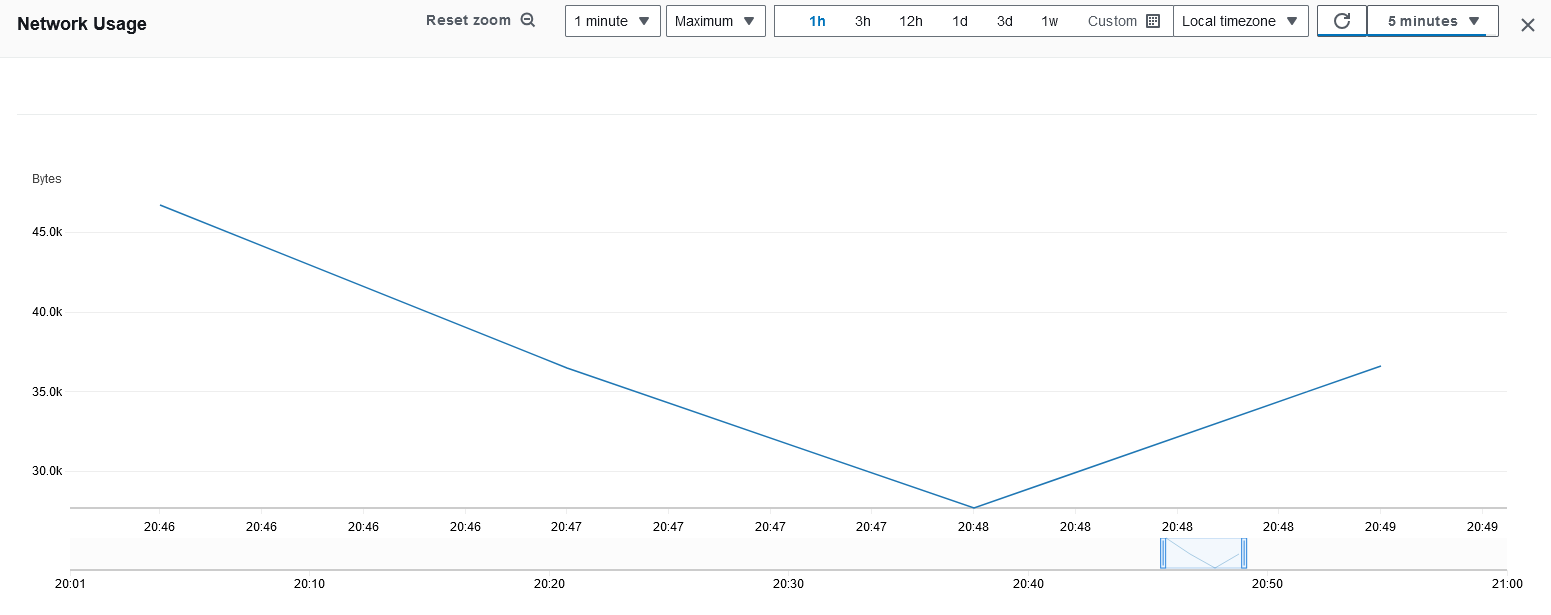 Network Usage
Reset zoom
1 minute
Maximum
1h 3h 12h 1d 3d 1w Custom
Local timezone
5 minutes
Bytes
45.0k
40.0k
35.0k
30.0k
20:46 20:46 20:46 20:46 20:47 20:47 20:47 20:47 20:48 20:48 20:48 20:48 20:49 20:49
20:01 20:10 20:20 20:30 20:40 20:50 21:00